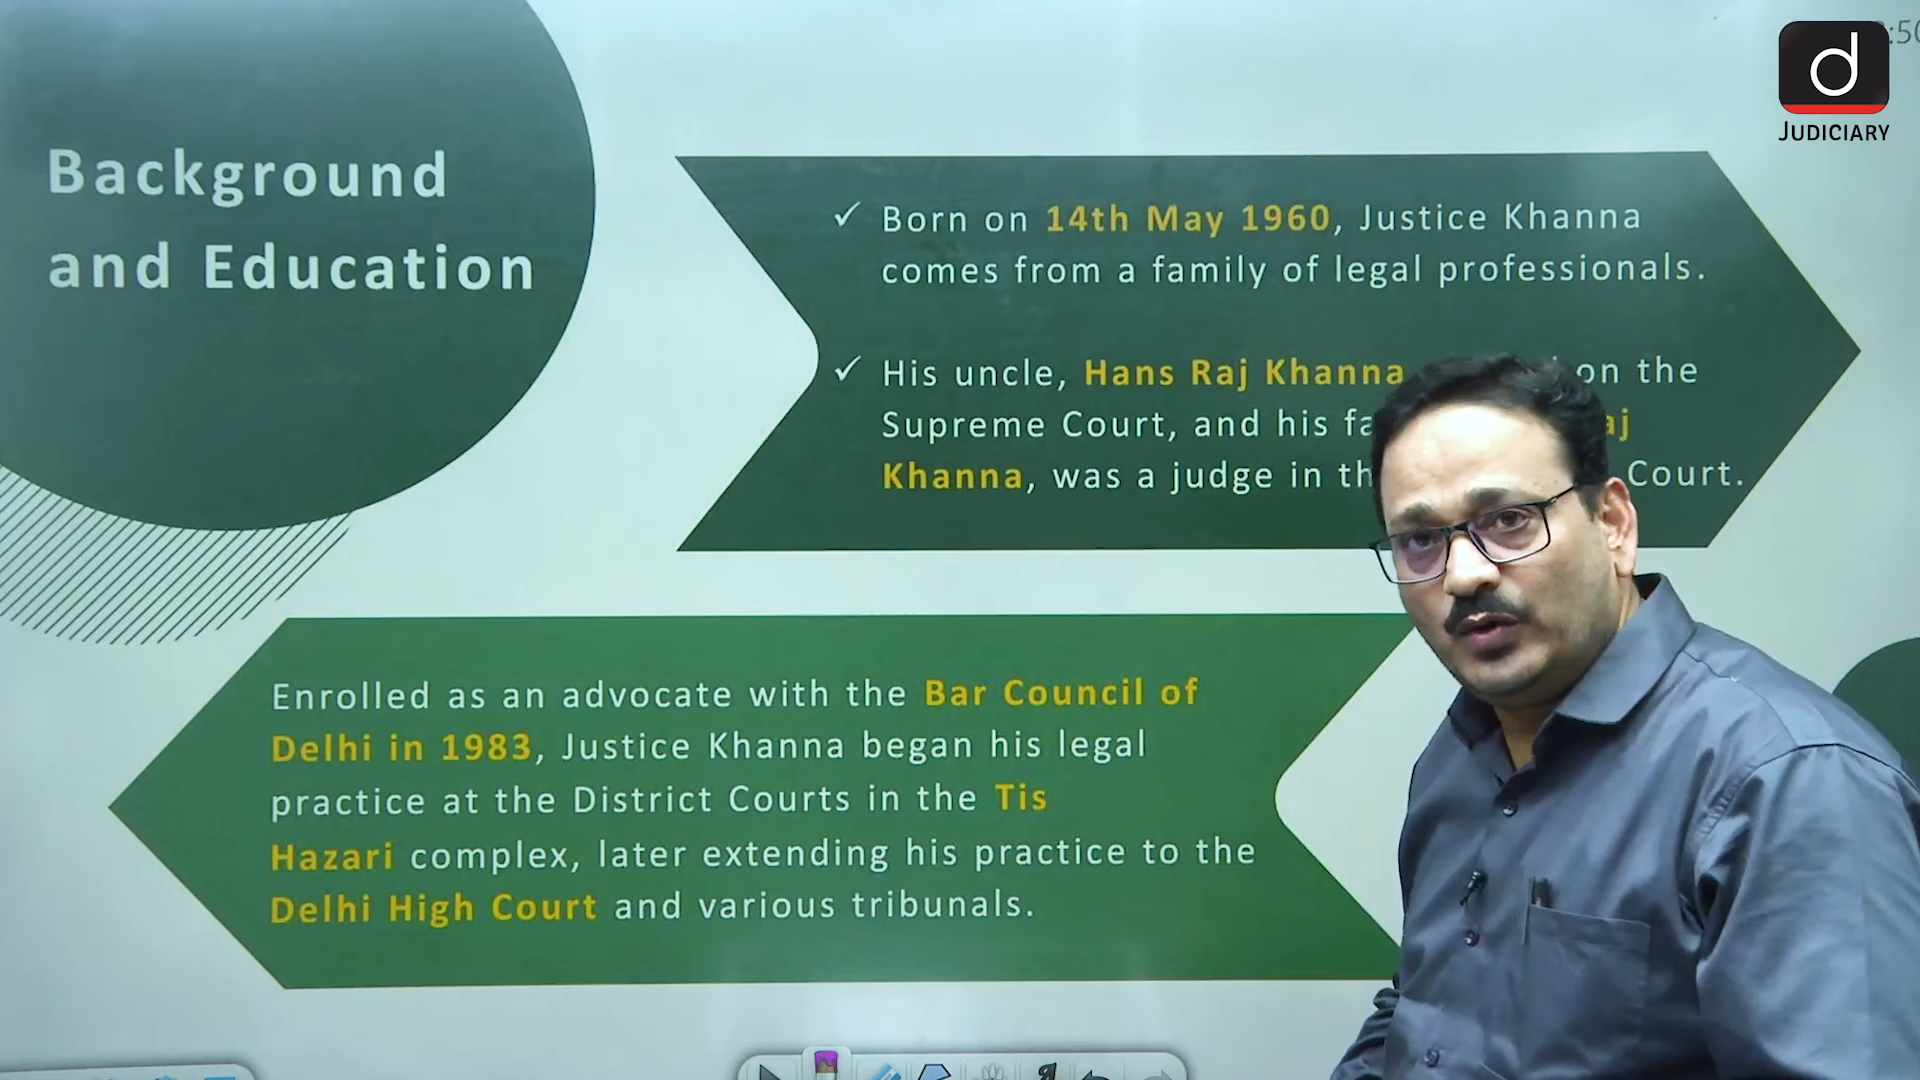 :50
d
JUDICIARY
Background
and Education
✓ Born on 14th May 1960, Justice Khanna
comes from a family of legal professionals.
✓ His uncle, Hans Raj Khanna on the
Supreme Court, and his fa aj
Khanna, was a judge in th Court.
Enrolled as an advocate with the Bar Council of
Delhi in 1983, Justice Khanna began his legal
practice at the District Courts in the Tis
Hazari complex, later extending his practice to the
Delhi High Court and various tribunals.